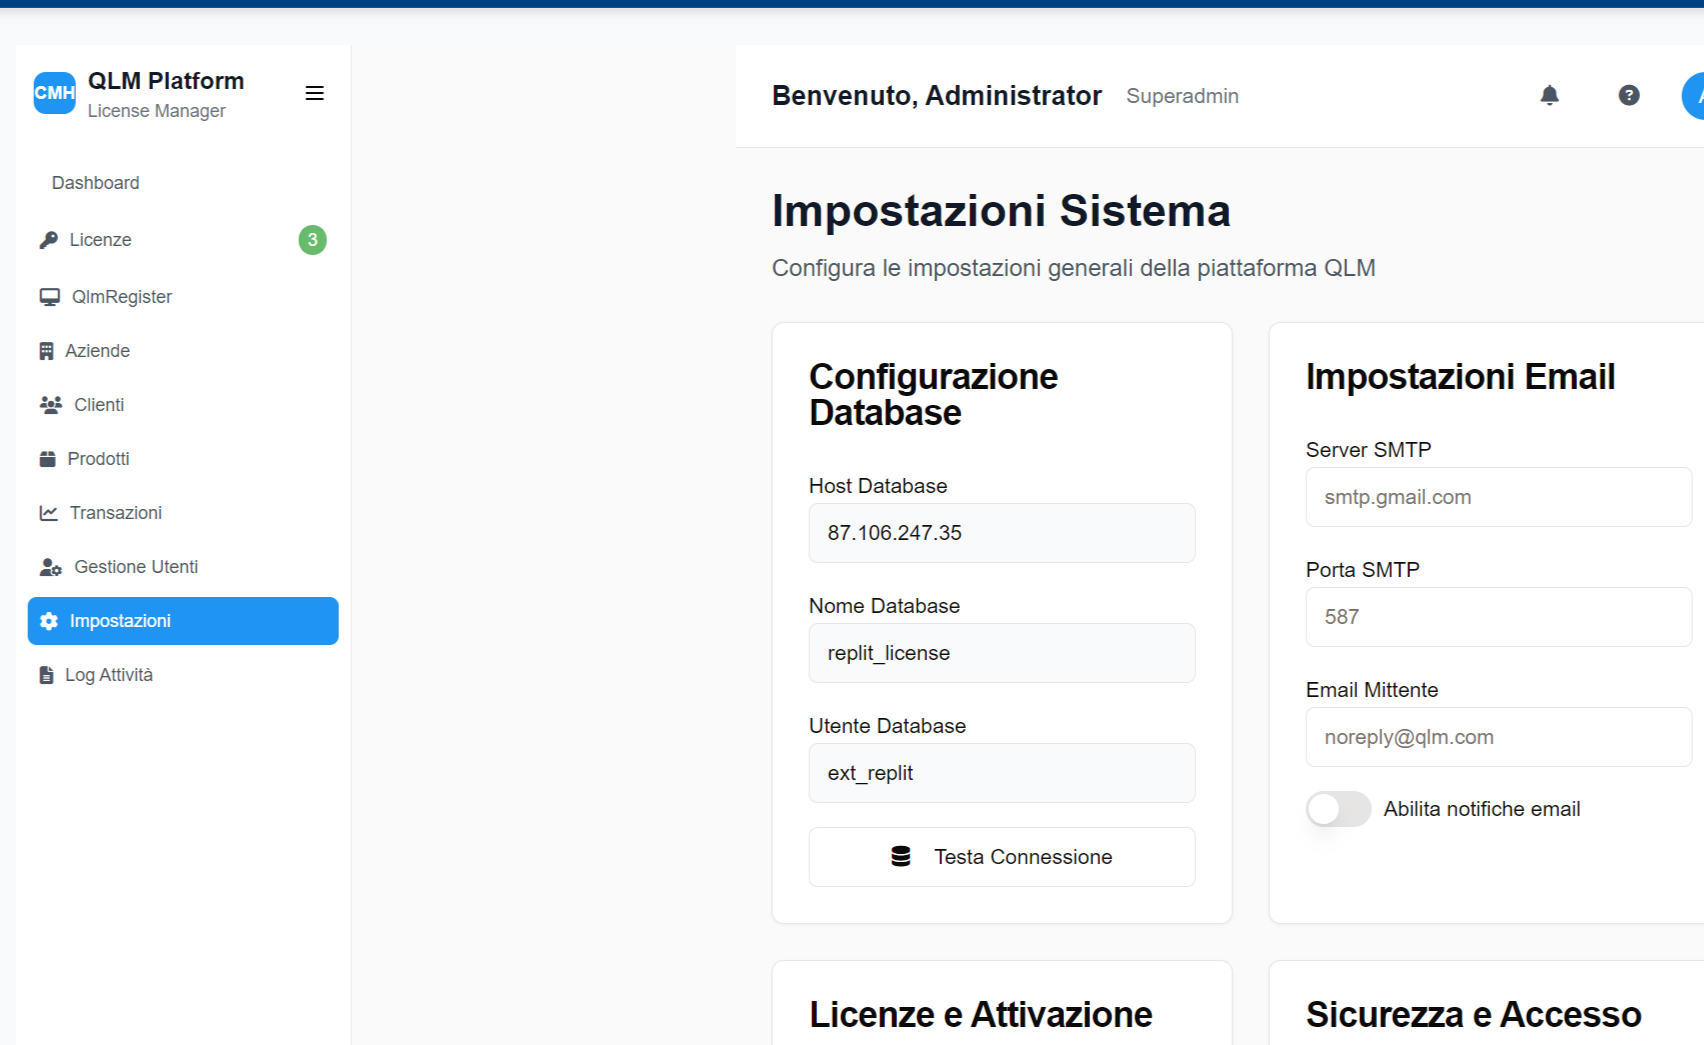 CMH
QLM Platform
License Manager
Dashboard
Licenze
3
QlmRegister
Aziende
Clienti
Prodotti
Transazioni
Gestione Utenti
Impostazioni
Log Attività
Benvenuto, Administrator
Superadmin
?
Impostazioni Sistema
Configura le impostazioni generali della piattaforma QLM
Configurazione
Database
Host Database
87.106.247.35
Nome Database
replit_license
Utente Database
ext_replit
Testa Connessione
Impostazioni Email
Server SMTP
smtp.gmail.com
Porta SMTP
587
Email Mittente
noreply@qlm.com
Abilita notifiche email
Licenze e Attivazione
Sicurezza e Accesso